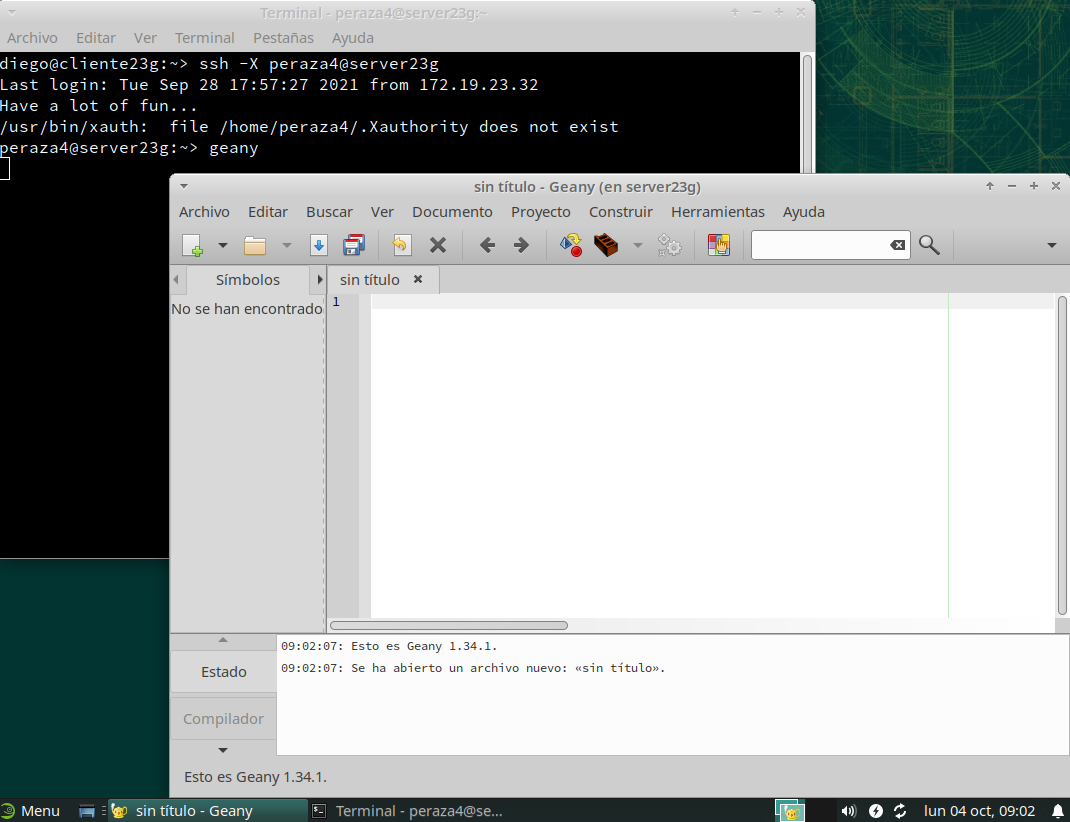 Terminal - peraza4@server23g:~
Archivo Editar Ver Terminal Pestañas Ayuda
diego@cliente23g:~> ssh -X peraza4@server23g
Last login: Tue Sep 28 17:57:27 2021 from 172.19.23.32
Have a lot of fun...
/usr/bin/xauth:  file /home/peraza4/.Xauthority does not exist
peraza4@server23g:~> geany
sin título - Geany (en server23g)
Archivo Editar Buscar Ver Documento Proyecto Construir Herramientas Ayuda
Símbolos
sin título
No se han encontrado
1
09:02:07: Esto es Geany 1.34.1.
09:02:07: Se ha abierto un archivo nuevo: «sin título».
Estado
Compilador
Esto es Geany 1.34.1.
Menu
sin título - Geany
Terminal - peraza4@se...
lun 04 oct, 09:02